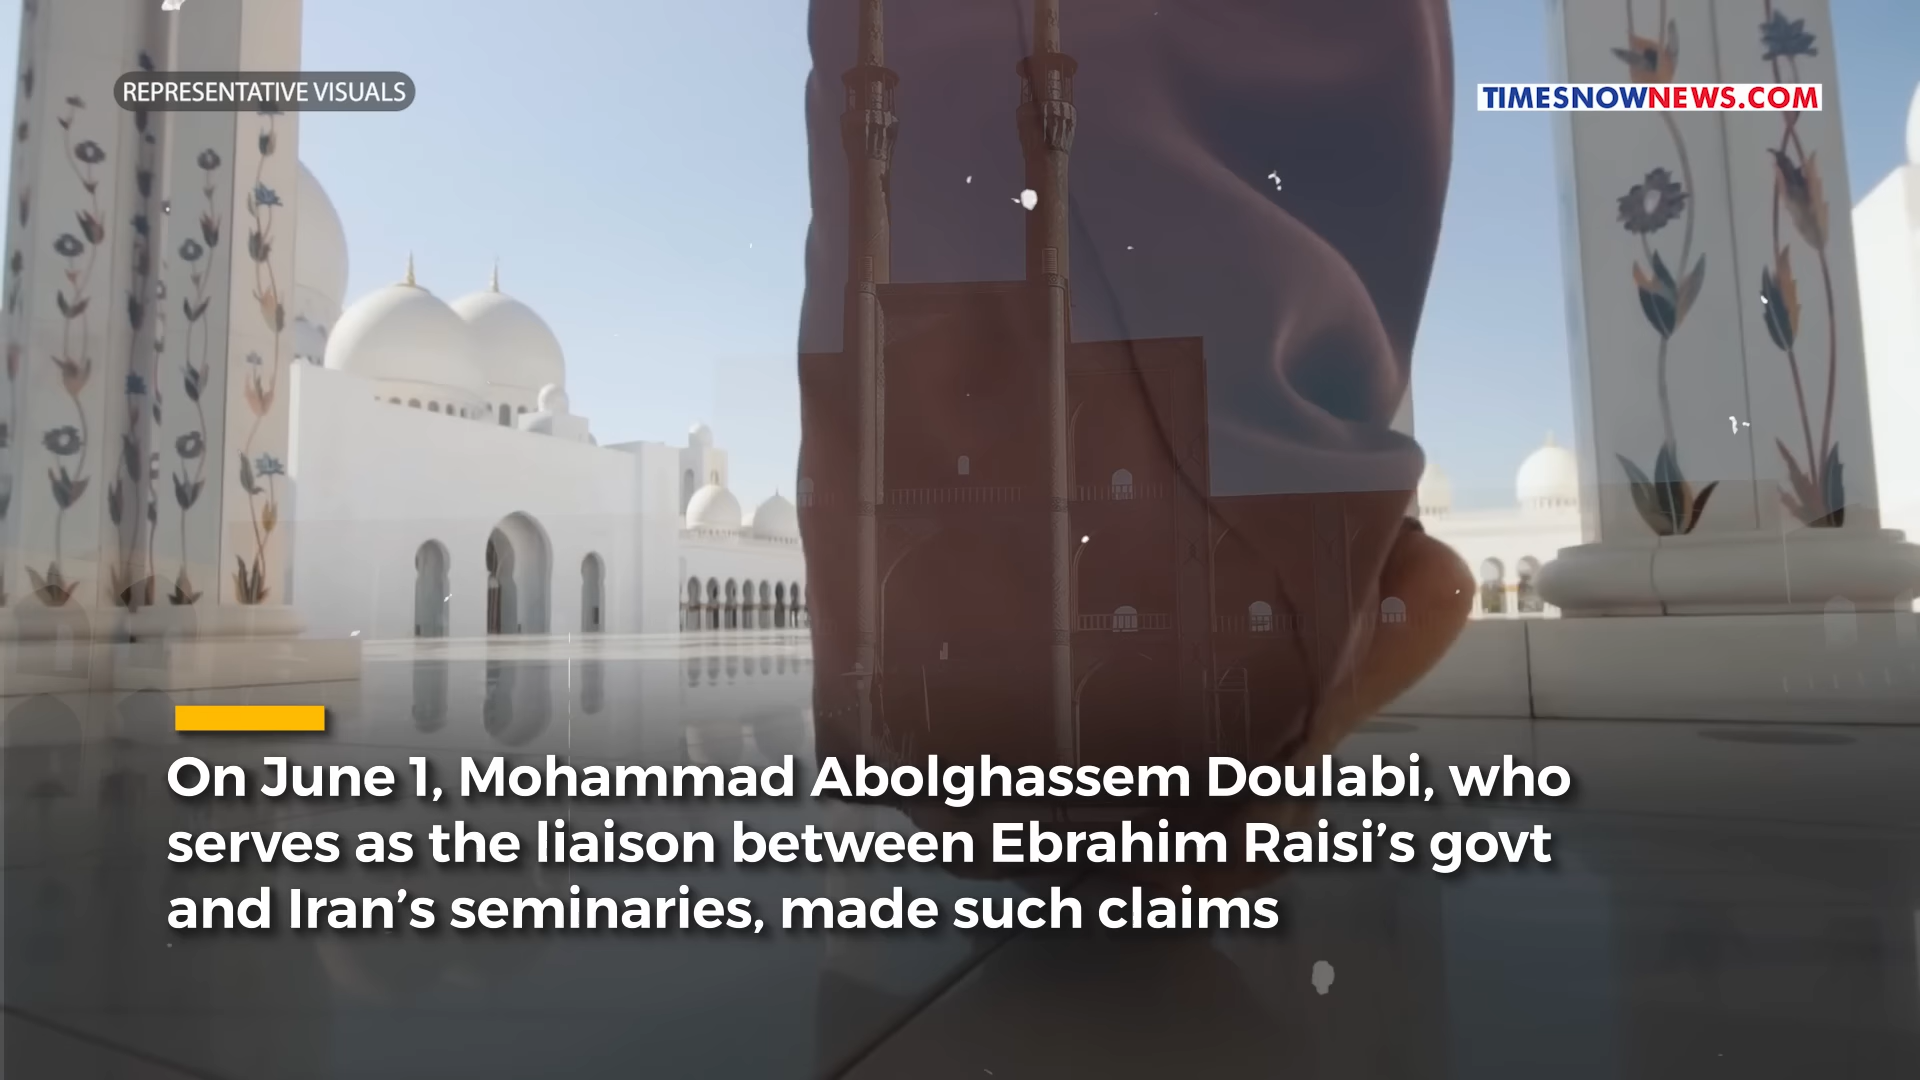 REPRESENTATIVE VISUALS
TIMESNOWNEWS.COM
On June 1, Mohammad Abolghassem Doulabi, who
serves as the liaison between Ebrahim Raisi’s govt
and Iran’s seminaries, made such claims